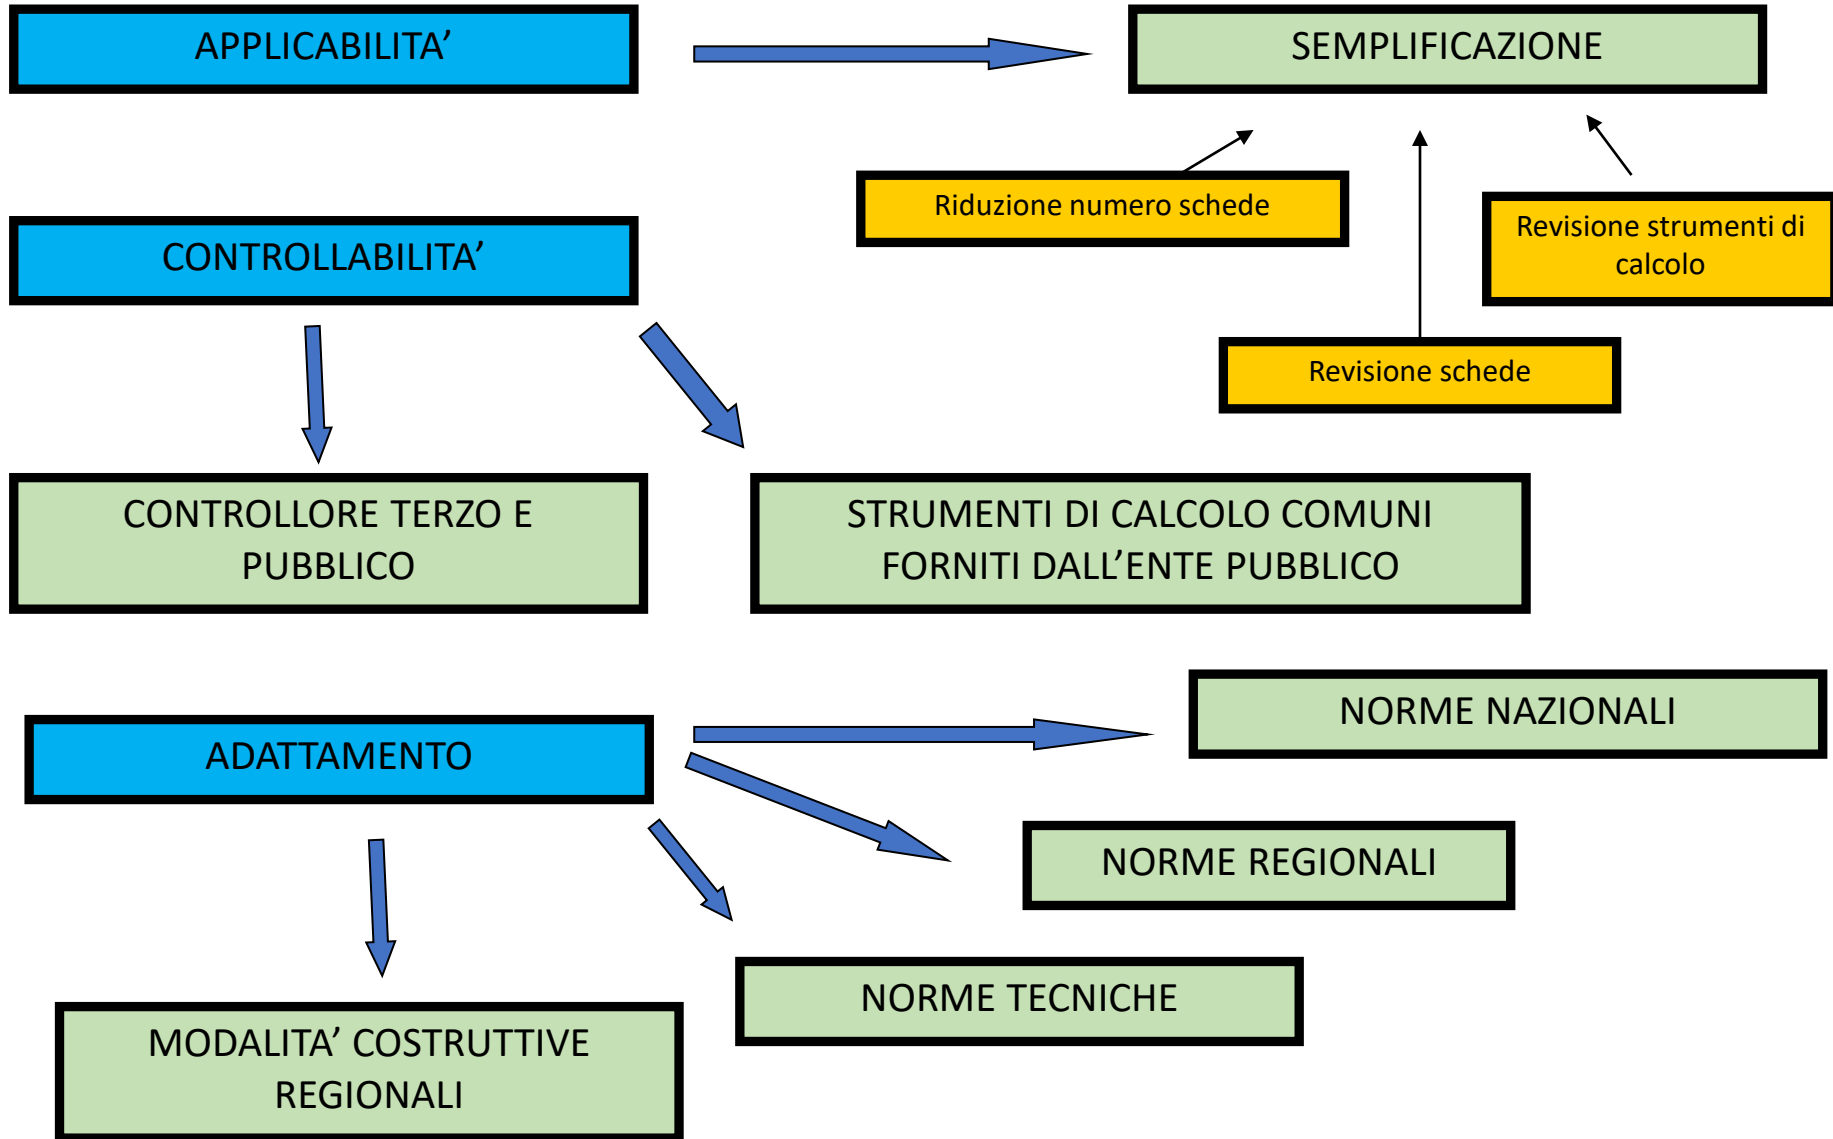 APPLICABILITA’
SEMPLIFICAZIONE
Riduzione numero schede
Revisione strumenti di
calcolo
CONTROLLABILITA’
Revisione schede
CONTROLLORE TERZO E
PUBBLICO
STRUMENTI DI CALCOLO COMUNI
FORNITI DALL’ENTE PUBBLICO
NORME NAZIONALI
ADATTAMENTO
NORME REGIONALI
NORME TECNICHE
MODALITA’ COSTRUTTIVE
REGIONALI